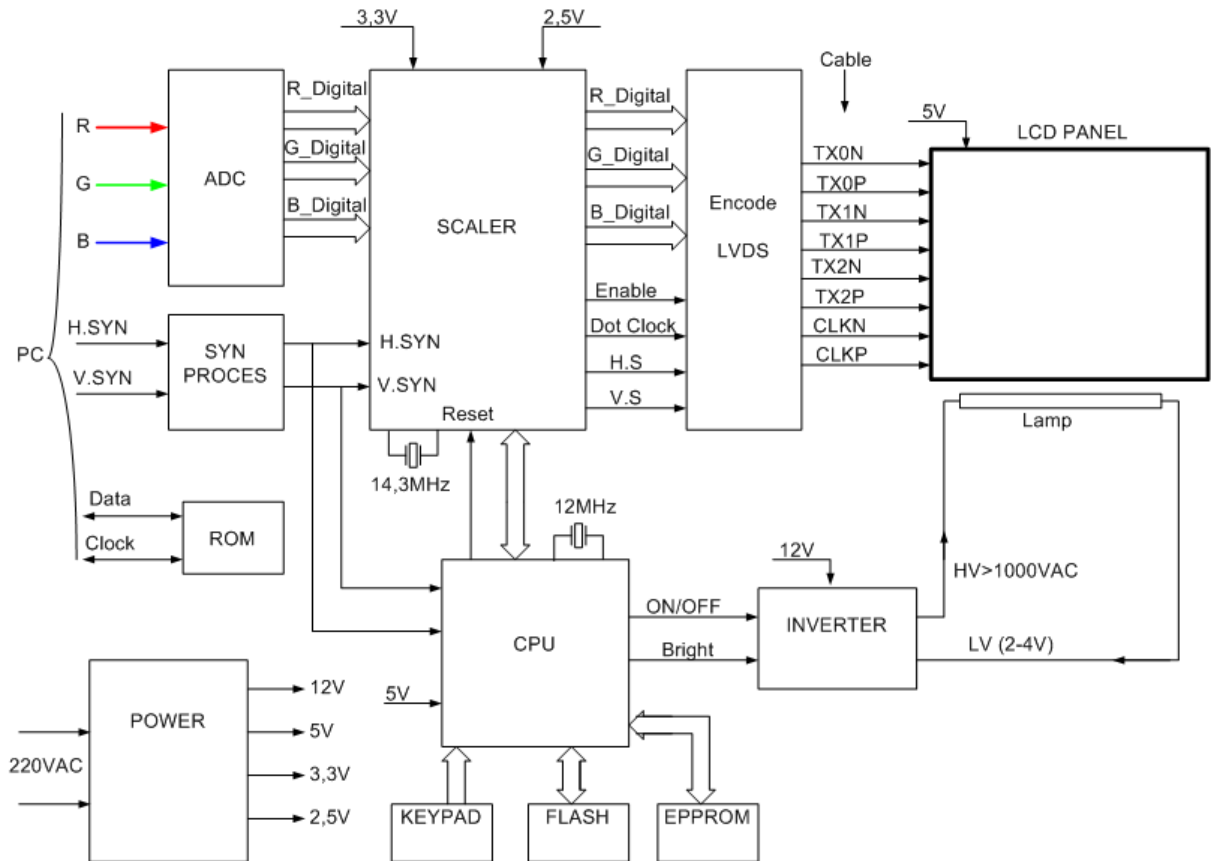 3,3V
2,5V
Cable
R
G
B
ADC
R_Digital
G_Digital
B_Digital
SCALER
R_Digital
G_Digital
B_Digital
Enable
Dot Clock
H.S
V.S
Encode
LVDS
TX0N
TX0P
TX1N
TX1P
TX2N
TX2P
CLKN
CLKP
5V
LCD PANEL
PC
H.SYN
V.SYN
SYN
PROCES
H.SYN
V.SYN
Reset
14,3MHz
Lamp
Data
Clock
ROM
12MHz
CPU
5V
ON/OFF
Bright
12V
INVERTER
HV>1000VAC
LV (2-4V)
220VAC
POWER
12V
5V
3,3V
2,5V
KEYPAD
FLASH
EPPROM